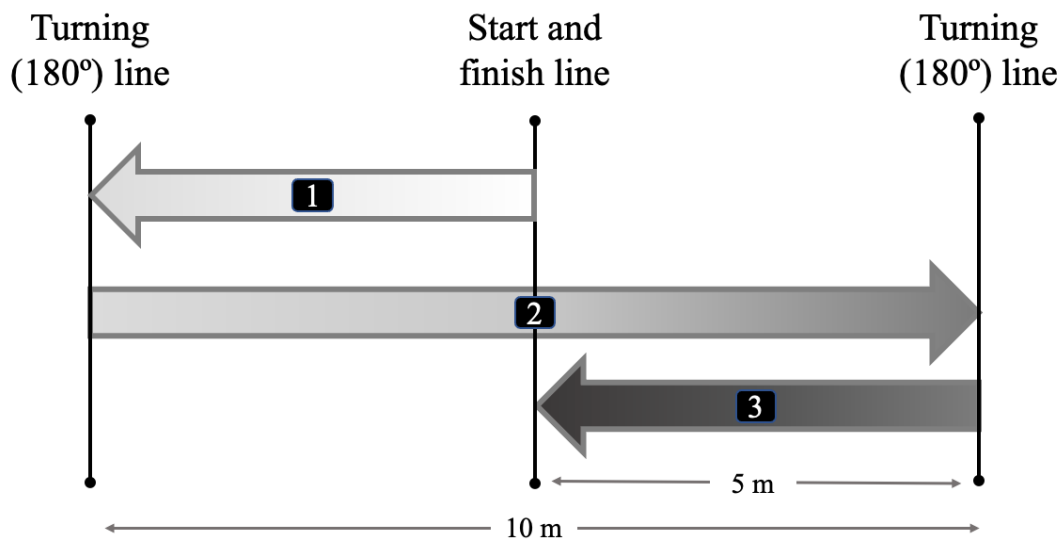 Turning
(180º) line
Start and
finish line
Turning
(180º) line
1
2
3
5 m
10 m